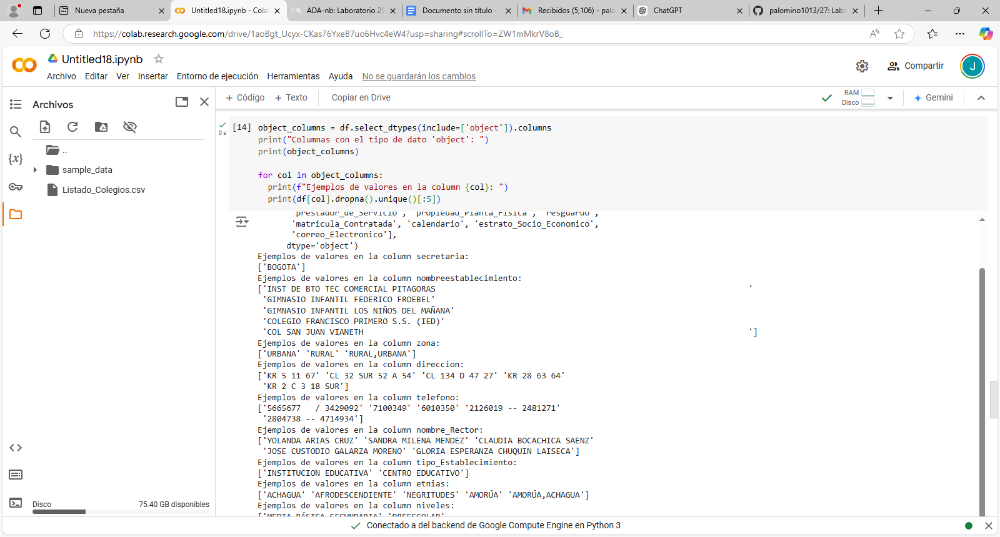 Nueva pestaña
Untitled18.ipynb - Cola
ADA-nb: Laboratorio 29
Documento sin título -
Recibidos (5,106) - palo
ChatGPT
palomino1013/27: Labo
https://colab.research.google.com/drive/1aoBgt_Ucyx-CKas76YxeB7uo6Hvc4eW4?usp=sharing#scrollTo=ZW1mMkrV8oB_
Untitled18.ipynb
Archivo Editar Ver Insertar Entorno de ejecución Herramientas Ayuda No se guardarán los cambios
Compartir
J
Archivos
+ Código + Texto Copiar en Drive
RAM
Disco
Gemini
..
sample_data
Listado_Colegios.csv
{x}
Disco 75.40 GB disponibles
0 s
[14] object_columns = df.select_dtypes(include=['object']).columns
print("Columnas con el tipo de dato 'object': ")
print(object_columns)
for col in object_columns:
print(f"Ejemplos de valores en la column {col}: ")
print(df[col].dropna().unique()[:5])
'prestador_de_Servicio', 'propiedad_Planta_Fisica', 'resguardo',
'matricula_Contratada', 'calendario', 'estrato_Socio_Economico',
'correo_Electronico'],
dtype='object')
Ejemplos de valores en la column secretaria:
['BOGOTA']
Ejemplos de valores en la column nombreestablecimiento:
['INST DE BTO TEC COMERCIAL PITAGORAS '
'GIMNASIO INFANTIL FEDERICO FROEBEL'
'GIMNASIO INFANTIL LOS NIÑOS DEL MAÑANA'
'COLEGIO FRANCISCO PRIMERO S.S. (IED)'
'COL SAN JUAN VIANETH ']
Ejemplos de valores en la column zona:
['URBANA' 'RURAL' 'RURAL,URBANA']
Ejemplos de valores en la column direccion:
['KR 5 11 67' 'CL 32 SUR 52 A 54' 'CL 134 D 47 27' 'KR 28 63 64'
'KR 2 C 3 18 SUR']
Ejemplos de valores en la column telefono:
['5665677 / 3429092' '7100349' '6010350' '2126019 -- 2481271'
'2804738 -- 4714934']
Ejemplos de valores en la column nombre_Rector:
['YOLANDA ARIAS CRUZ' 'SANDRA MILENA MENDEZ' 'CLAUDIA BOCACHICA SAENZ'
'JOSE CUSTODIO GALARZA MORENO' 'GLORIA ESPERANZA CHUQUIN LAISECA']
Ejemplos de valores en la column tipo_Establecimiento:
['INSTITUCION EDUCATIVA' 'CENTRO EDUCATIVO']
Ejemplos de valores en la column etnias:
['ACHAGUA' 'AFRODESCENDIENTE' 'NEGRITUDES' 'AMORÚA' 'AMORÚA,ACHAGUA']
Ejemplos de valores en la column niveles:
['MEDIA,BÁSICA SECUNDARIA' 'PREESCOLAR'
Conectado a del backend de Google Compute Engine en Python 3